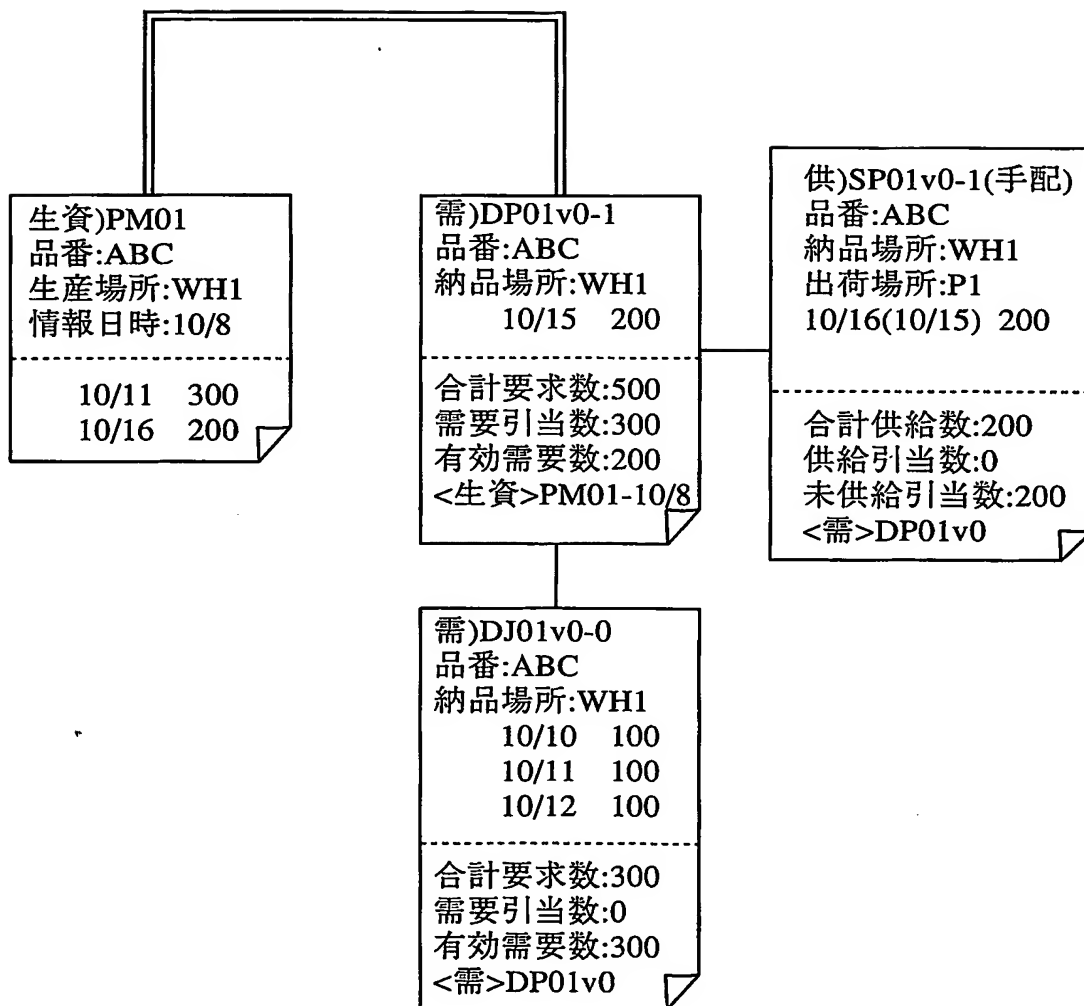 生資)PM01
品番:ABC
生産場所:WH1
情報日時:10/8
10/11 300
10/16 200
需)DP01v0-1
品番:ABC
納品場所:WH1
10/15 200
合計要求数:500
需要引当数:300
有効需要数:200
<生資>PM01-10/8
供)SP01v0-1(手配)
品番:ABC
納品場所:WH1
出荷場所:P1
10/16(10/15) 200
合計供給数:200
供給引当数:0
未供給引当数:200
<需>DP01v0
需)DJ01v0-0
品番:ABC
納品場所:WH1
10/10 100
10/11 100
10/12 100
合計要求数:300
需要引当数:0
有効需要数:300
<需>DP01v0